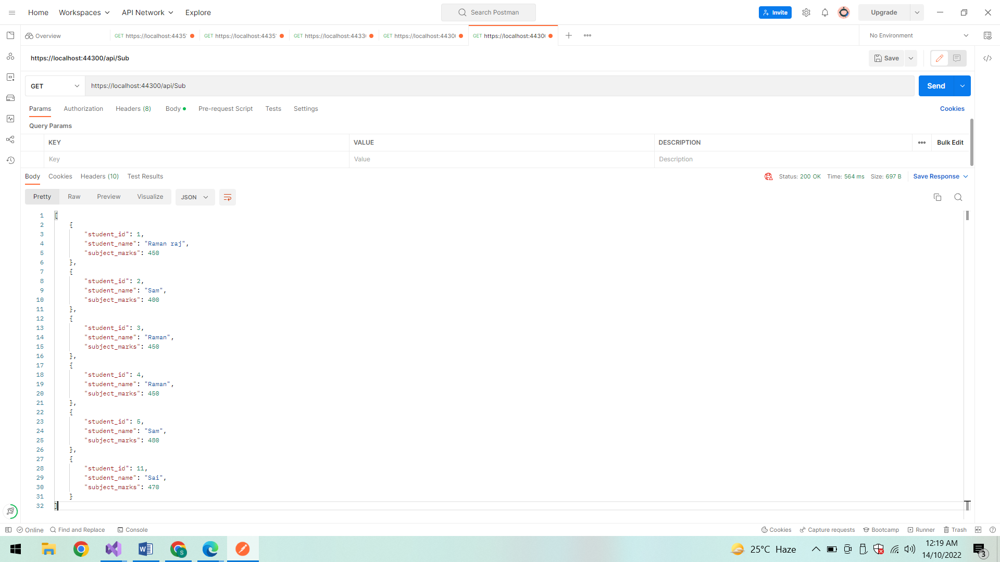 Home Workspaces API Network Explore Search Postman Invite Upgrade
Overview GET https://localhost:4435 GET https://localhost:4435 GET https://localhost:4433 GET https://localhost:4430 GET https://localhost:4430 No Environment
https://localhost:44300/api/Sub Save
GET https://localhost:44300/api/Sub Send
Params Authorization Headers (8) Body Pre-request Script Tests Settings Cookies
Query Params
KEY VALUE DESCRIPTION Bulk Edit
Key Value Description
Body Cookies Headers (10) Test Results Status: 200 OK Time: 564 ms Size: 697 B Save Response
Pretty Raw Preview Visualize JSON
1 [
2 {
3 "student_id": 1,
4 "student_name": "Raman raj",
5 "subject_marks": 450
6 },
7 {
8 "student_id": 2,
9 "student_name": "Sam",
10 "subject_marks": 400
11 },
12 {
13 "student_id": 3,
14 "student_name": "Raman",
15 "subject_marks": 450
16 },
17 {
18 "student_id": 4,
19 "student_name": "Raman",
20 "subject_marks": 450
21 },
22 {
23 "student_id": 5,
24 "student_name": "Sam",
25 "subject_marks": 480
26 },
27 {
28 "student_id": 11,
29 "student_name": "Sai",
30 "subject_marks": 470
31 }
32 ]
Online Find and Replace Console Cookies Capture requests Bootcamp Runner Trash
25°C Haze 12:19 AM
14/10/2022 3